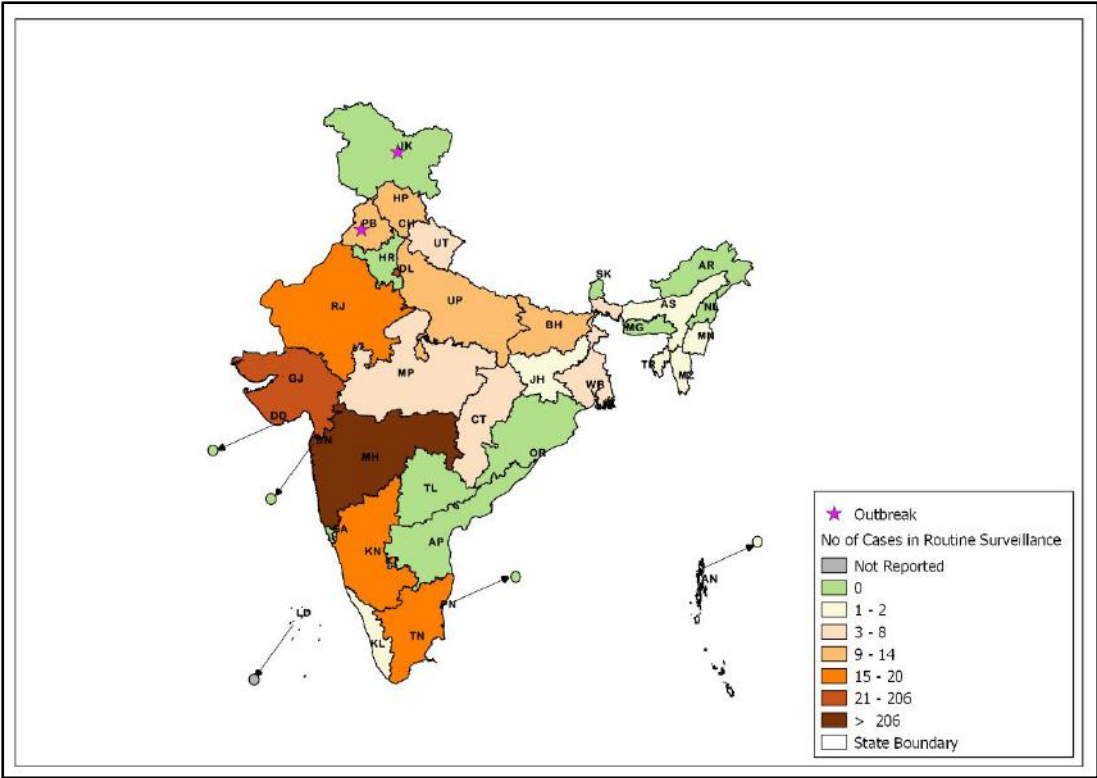 JK
HP
PB
CH
UT
HR
DL
SK
AR
RJ
UP
AS
NL
BH
MG
MN
GJ
MP
JH
TR
MZ
WB
DD
CT
DN
MH
OR
TL
GA
KN
AP
AN
PN
LD
TN
KL
Outbreak
No of Cases in Routine Surveillance
Not Reported
0
1 - 2
3 - 8
9 - 14
15 - 20
21 - 206
> 206
State Boundary